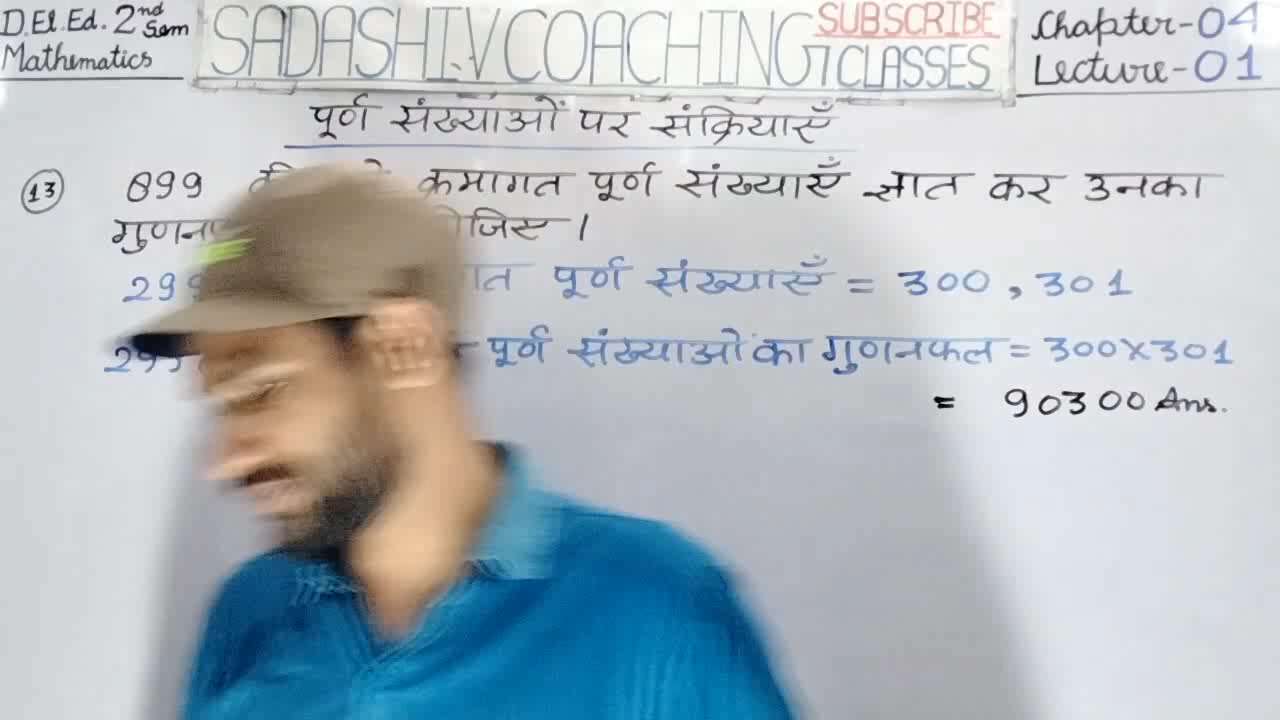 D.El.Ed. 2nd Sem
Mathematics
SADASHIV COACHING CLASSES
SUBSCRIBE
Chapter-04
Lecture-01
पूर्ण संख्याओं पर संक्रियाएँ
13 899 क्रमागत पूर्ण संख्याएँ ज्ञात कर उनका
।
पूर्ण संख्याएँ = 300, 301
पूर्ण संख्याओं का गुणनफल = 300×301
= 90300 Ans.